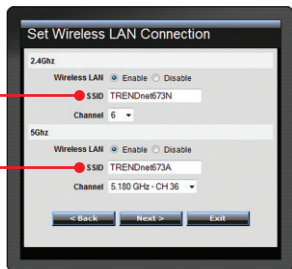 Set Wireless LAN Connection
2.4Ghz
Wireless LAN Enable Disable
SSID TRENDnet673N
Channel 6
5Ghz
Wireless LAN Enable Disable
SSID TRENDnet673A
Channel 5.180 GHz - CH 36
< Back Next > Exit